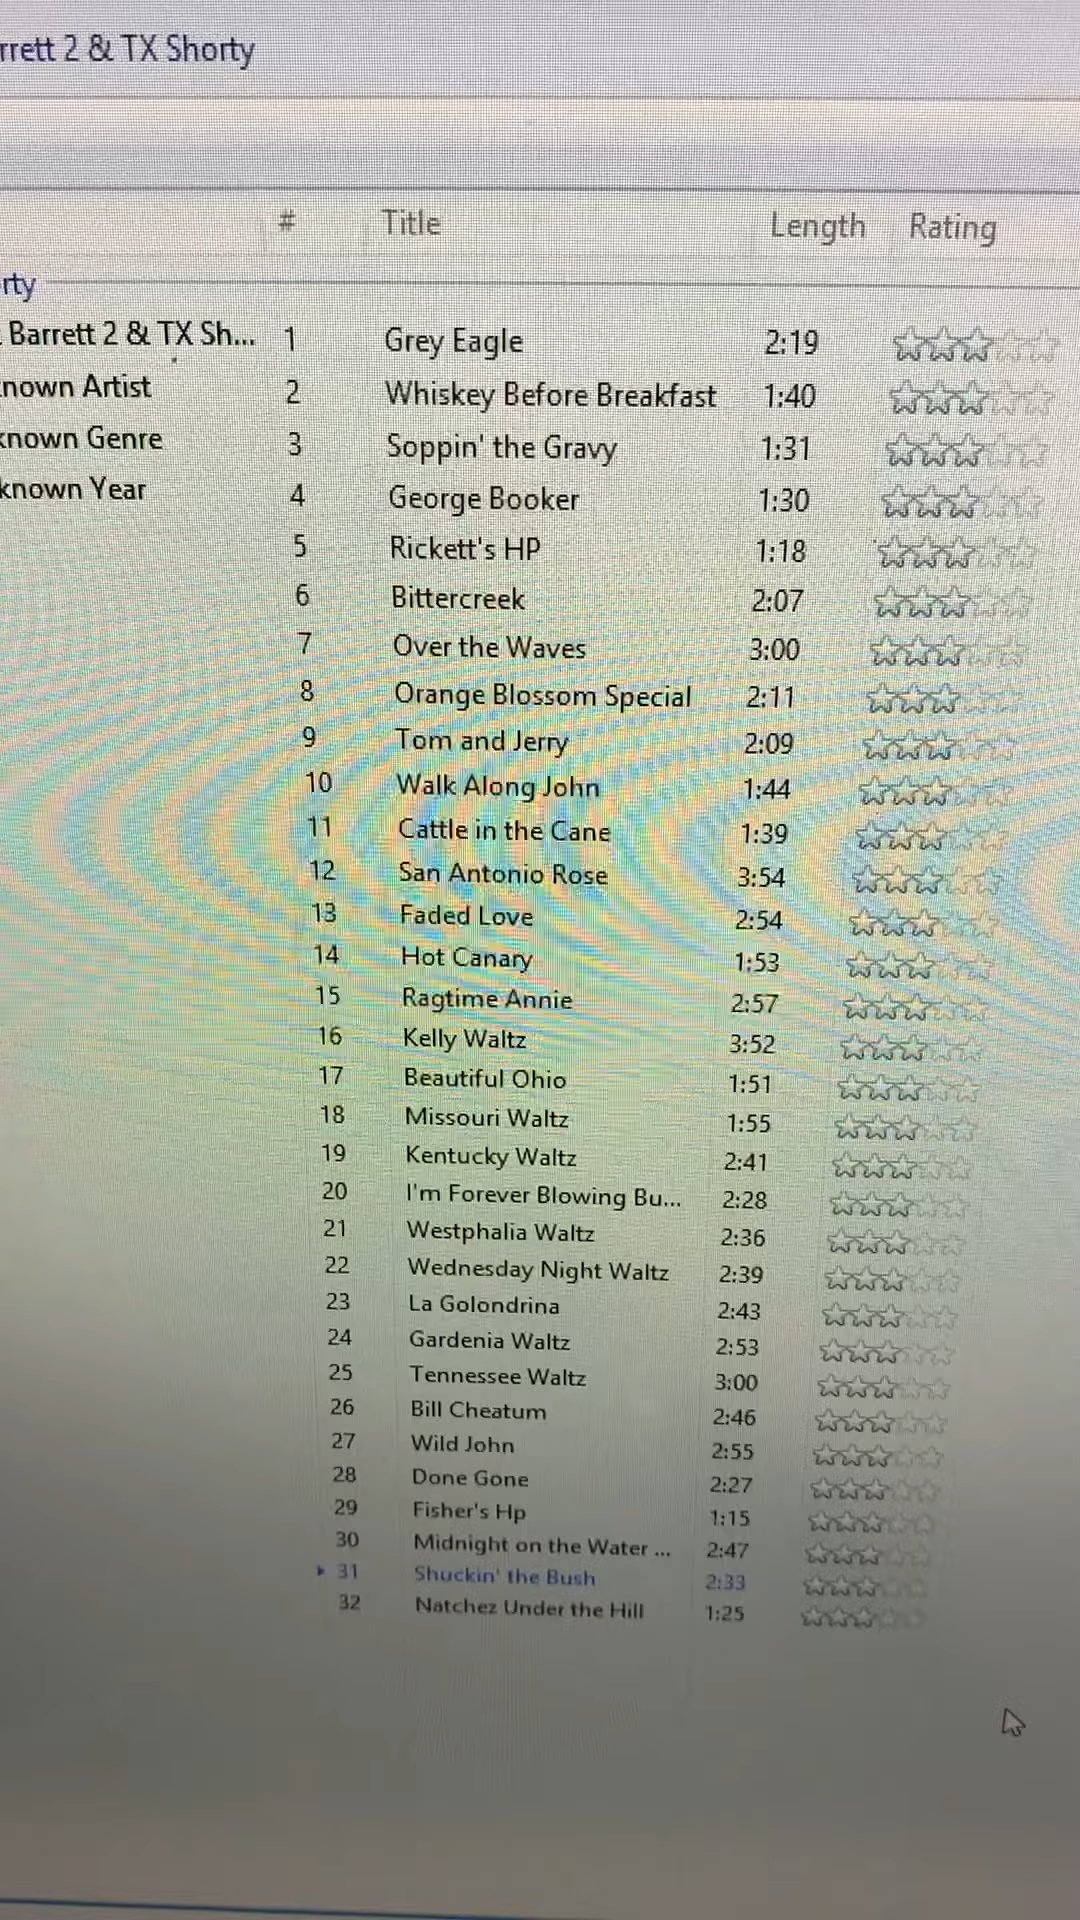 rrett 2 & TX Shorty
# Title Length Rating
rty
Barrett 2 & TX Sh... 1 Grey Eagle 2:19
nown Artist 2 Whiskey Before Breakfast 1:40
known Genre 3 Soppin' the Gravy 1:31
known Year 4 George Booker 1:30
5 Rickett's HP 1:18
6 Bittercreek 2:07
7 Over the Waves 3:00
8 Orange Blossom Special 2:11
9 Tom and Jerry 2:09
10 Walk Along John 1:44
11 Cattle in the Cane 1:39
12 San Antonio Rose 3:54
13 Faded Love 2:54
14 Hot Canary 1:53
15 Ragtime Annie 2:57
16 Kelly Waltz 3:52
17 Beautiful Ohio 1:51
18 Missouri Waltz 1:55
19 Kentucky Waltz 2:41
20 I'm Forever Blowing Bu... 2:28
21 Westphalia Waltz 2:36
22 Wednesday Night Waltz 2:39
23 La Golondrina 2:43
24 Gardenia Waltz 2:53
25 Tennessee Waltz 3:00
26 Bill Cheatum 2:46
27 Wild John 2:55
28 Done Gone 2:27
29 Fisher's Hp 1:15
30 Midnight on the Water ... 2:47
31 Shuckin' the Bush 2:33
32 Natchez Under the Hill 1:25